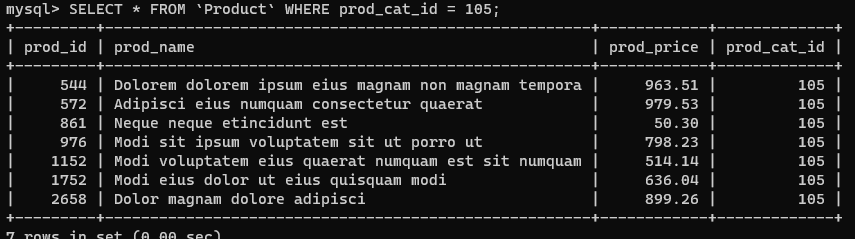 mysql> SELECT * FROM `Product` WHERE prod_cat_id = 105;
+---------+-----------------------------------------------------+------------+-------------+
| prod_id | prod_name                                           | prod_price | prod_cat_id |
+---------+-----------------------------------------------------+------------+-------------+
|     544 | Dolorem dolorem ipsum eius magnam non magnam tempora |     963.51 |         105 |
|     572 | Adipisci eius numquam consectetur quaerat           |     979.53 |         105 |
|     861 | Neque neque etincidunt est                          |      50.30 |         105 |
|     976 | Modi sit ipsum voluptatem sit ut porro ut           |     798.23 |         105 |
|    1152 | Modi voluptatem eius quaerat numquam est sit numquam |     514.14 |         105 |
|    1752 | Modi eius dolor ut eius quisquam modi               |     636.04 |         105 |
|    2658 | Dolor magnam dolore adipisci                        |     899.26 |         105 |
+---------+-----------------------------------------------------+------------+-------------+
7 rows in set (0.00 sec)